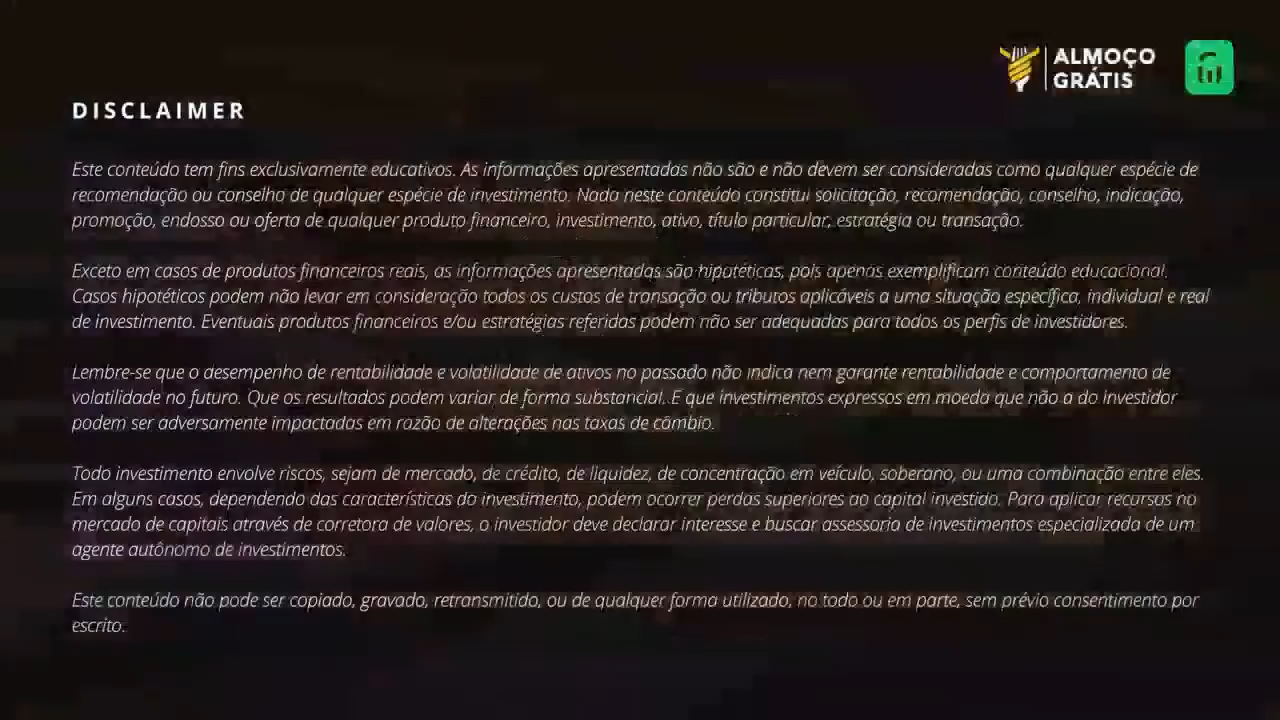 ALMOÇO
GRÁTIS
DISCLAIMER
Este conteúdo tem fins exclusivamente educativos. As informações apresentadas não são e não devem ser consideradas como qualquer espécie de
recomendação ou conselho de qualquer espécie de investimento. Nada neste conteúdo constitui solicitação, recomendação, conselho, indicação,
promoção, endosso ou oferta de qualquer produto financeiro, investimento, ativo, título particular, estratégia ou transação.
Exceto em casos de produtos financeiros reais, as informações apresentadas são hipotéticas, pois apenas exemplificam conteúdo educacional.
Casos hipotéticos podem não levar em consideração todos os custos de transação ou tributos aplicáveis a uma situação específica, individual e real
de investimento. Eventuais produtos financeiros e/ou estratégias referidas podem não ser adequadas para todos os perfis de investidores.
Lembre-se que o desempenho de rentabilidade e volatilidade de ativos no passado não indica nem garante rentabilidade e comportamento de
volatilidade no futuro. Que os resultados podem variar de forma substancial. E que investimentos expressos em moeda que não a do investidor
podem ser adversamente impactadas em razão de alterações nas taxas de câmbio.
Todo investimento envolve riscos, sejam de mercado, de crédito, de liquidez, de concentração em veículo, soberano, ou uma combinação entre eles.
Em alguns casos, dependendo das características do investimento, podem ocorrer perdas superiores ao capital investido. Para aplicar recursos no
mercado de capitais através de corretora de valores, o investidor deve declarar interesse e buscar assessoria de investimentos especializada de um
agente autônomo de investimentos.
Este conteúdo não pode ser copiado, gravado, retransmitido, ou de qualquer forma utilizado, no todo ou em parte, sem prévio consentimento por
escrito.